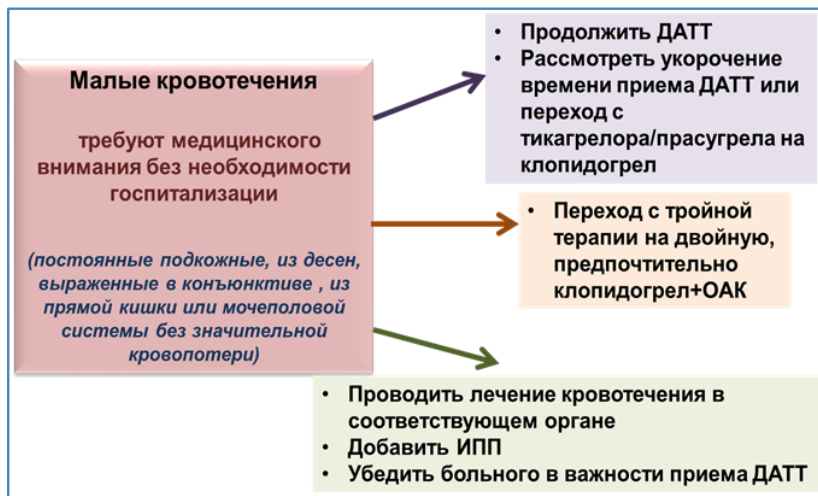 Малые кровотечения
требуют медицинского
внимания без необходимости
госпитализации
(постоянные подкожные, из десен,
выраженные в конъюнктиве , из
прямой кишки или мочеполовой
системы без значительной
кровопотери)
• Продолжить ДАТТ
• Рассмотреть укорочение
времени приема ДАТТ или
переход с
тикагрелора/прасугрела на
клопидогрел
• Переход с тройной
терапии на двойную,
предпочтительно
клопидогрел+ОАК
• Проводить лечение кровотечения в
соответствующем органе
• Добавить ИПП
• Убедить больного в важности приема ДАТТ